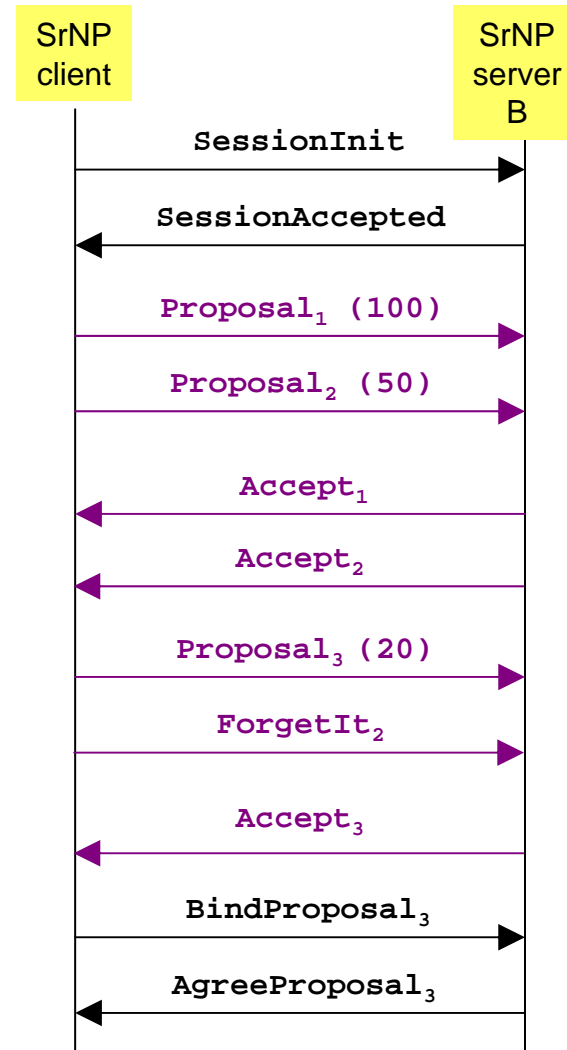 SrNP
client
SrNP
server
B
SessionInit
SessionAccepted
Proposal₁ (100)
Proposal₂ (50)
Accept₁
Accept₂
Proposal₃ (20)
ForgetIt₂
Accept₃
BindProposal₃
AgreeProposal₃